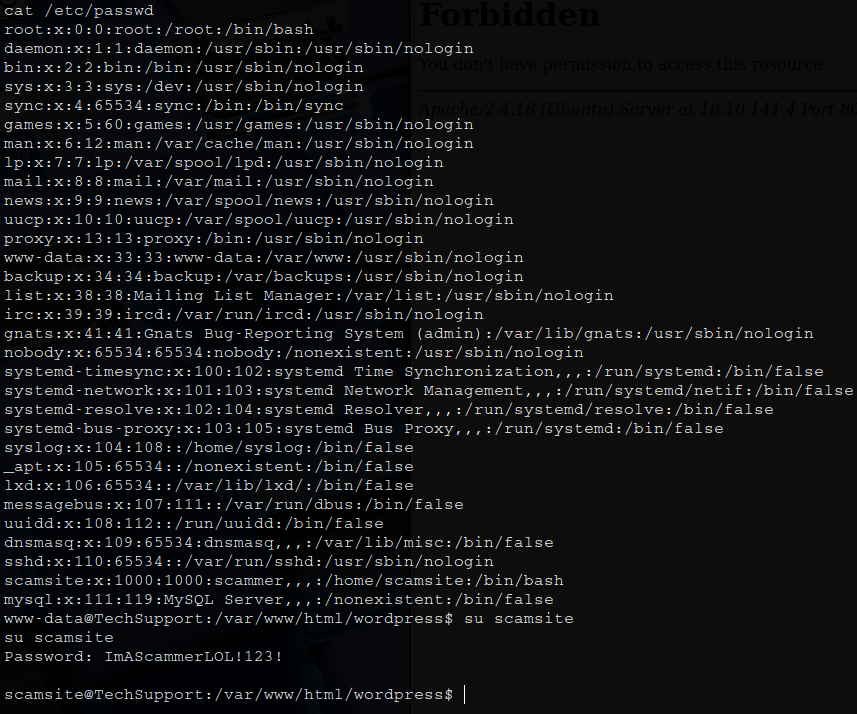 cat /etc/passwd
root:x:0:0:root:/root:/bin/bash
daemon:x:1:1:daemon:/usr/sbin:/usr/sbin/nologin
bin:x:2:2:bin:/bin:/usr/sbin/nologin
sys:x:3:3:sys:/dev:/usr/sbin/nologin
sync:x:4:65534:sync:/bin:/bin/sync
games:x:5:60:games:/usr/games:/usr/sbin/nologin
man:x:6:12:man:/var/cache/man:/usr/sbin/nologin
lp:x:7:7:lp:/var/spool/lpd:/usr/sbin/nologin
mail:x:8:8:mail:/var/mail:/usr/sbin/nologin
news:x:9:9:news:/var/spool/news:/usr/sbin/nologin
uucp:x:10:10:uucp:/var/spool/uucp:/usr/sbin/nologin
proxy:x:13:13:proxy:/bin:/usr/sbin/nologin
www-data:x:33:33:www-data:/var/www:/usr/sbin/nologin
backup:x:34:34:backup:/var/backups:/usr/sbin/nologin
list:x:38:38:Mailing List Manager:/var/list:/usr/sbin/nologin
irc:x:39:39:ircd:/var/run/ircd:/usr/sbin/nologin
gnats:x:41:41:Gnats Bug-Reporting System (admin):/var/lib/gnats:/usr/sbin/nologin
nobody:x:65534:65534:nobody:/nonexistent:/usr/sbin/nologin
systemd-timesync:x:100:102:systemd Time Synchronization,,,:/run/systemd:/bin/false
systemd-network:x:101:103:systemd Network Management,,,:/run/systemd/netif:/bin/false
systemd-resolve:x:102:104:systemd Resolver,,,:/run/systemd/resolve:/bin/false
systemd-bus-proxy:x:103:105:systemd Bus Proxy,,,:/run/systemd:/bin/false
syslog:x:104:108::/home/syslog:/bin/false
_apt:x:105:65534::/nonexistent:/bin/false
lxd:x:106:65534::/var/lib/lxd/:/bin/false
messagebus:x:107:111::/var/run/dbus:/bin/false
uuidd:x:108:112::/run/uuidd:/bin/false
dnsmasq:x:109:65534:dnsmasq,,,:/var/lib/misc:/bin/false
sshd:x:110:65534::/var/run/sshd:/usr/sbin/nologin
scamsite:x:1000:1000:scammer,,,:/home/scamsite:/bin/bash
mysql:x:111:119:MySQL Server,,,:/nonexistent:/bin/false
www-data@TechSupport:/var/www/html/wordpress$ su scamsite
su scamsite
Password: ImAScammerLOL!123!
scamsite@TechSupport:/var/www/html/wordpress$
Forbidden
You don't have permission to access this resource.
Apache/2.4.18 (Ubuntu) Server at 10.10.141.4 Port 80